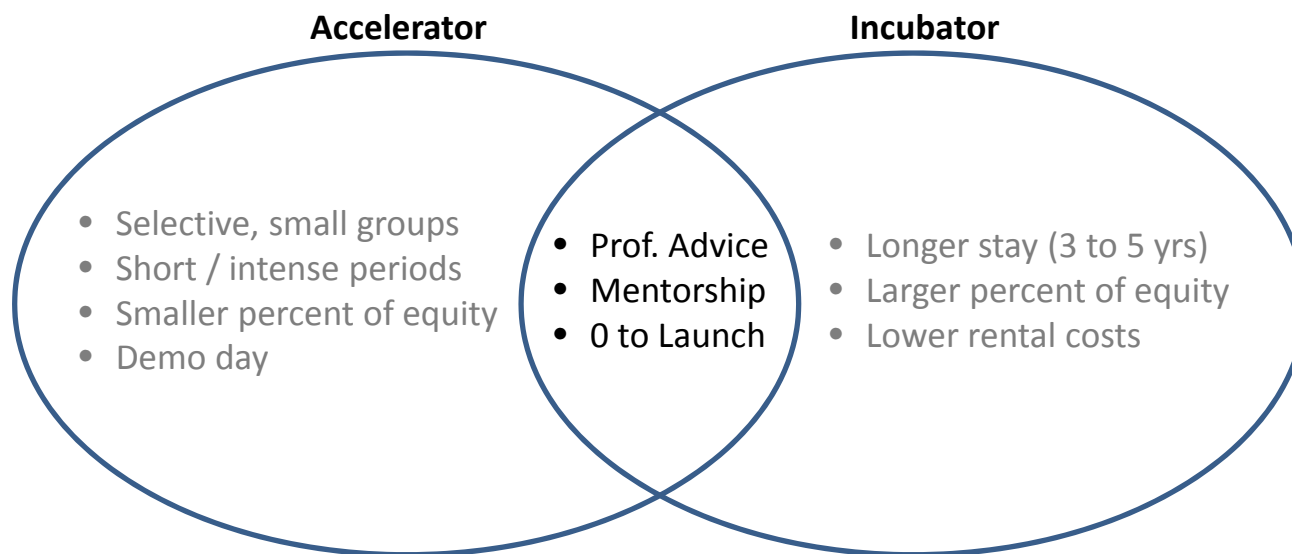 Accelerator
Incubator
• Selective, small groups
• Short / intense periods
• Smaller percent of equity
• Demo day
• Prof. Advice
• Mentorship
• 0 to Launch
• Longer stay (3 to 5 yrs)
• Larger percent of equity
• Lower rental costs